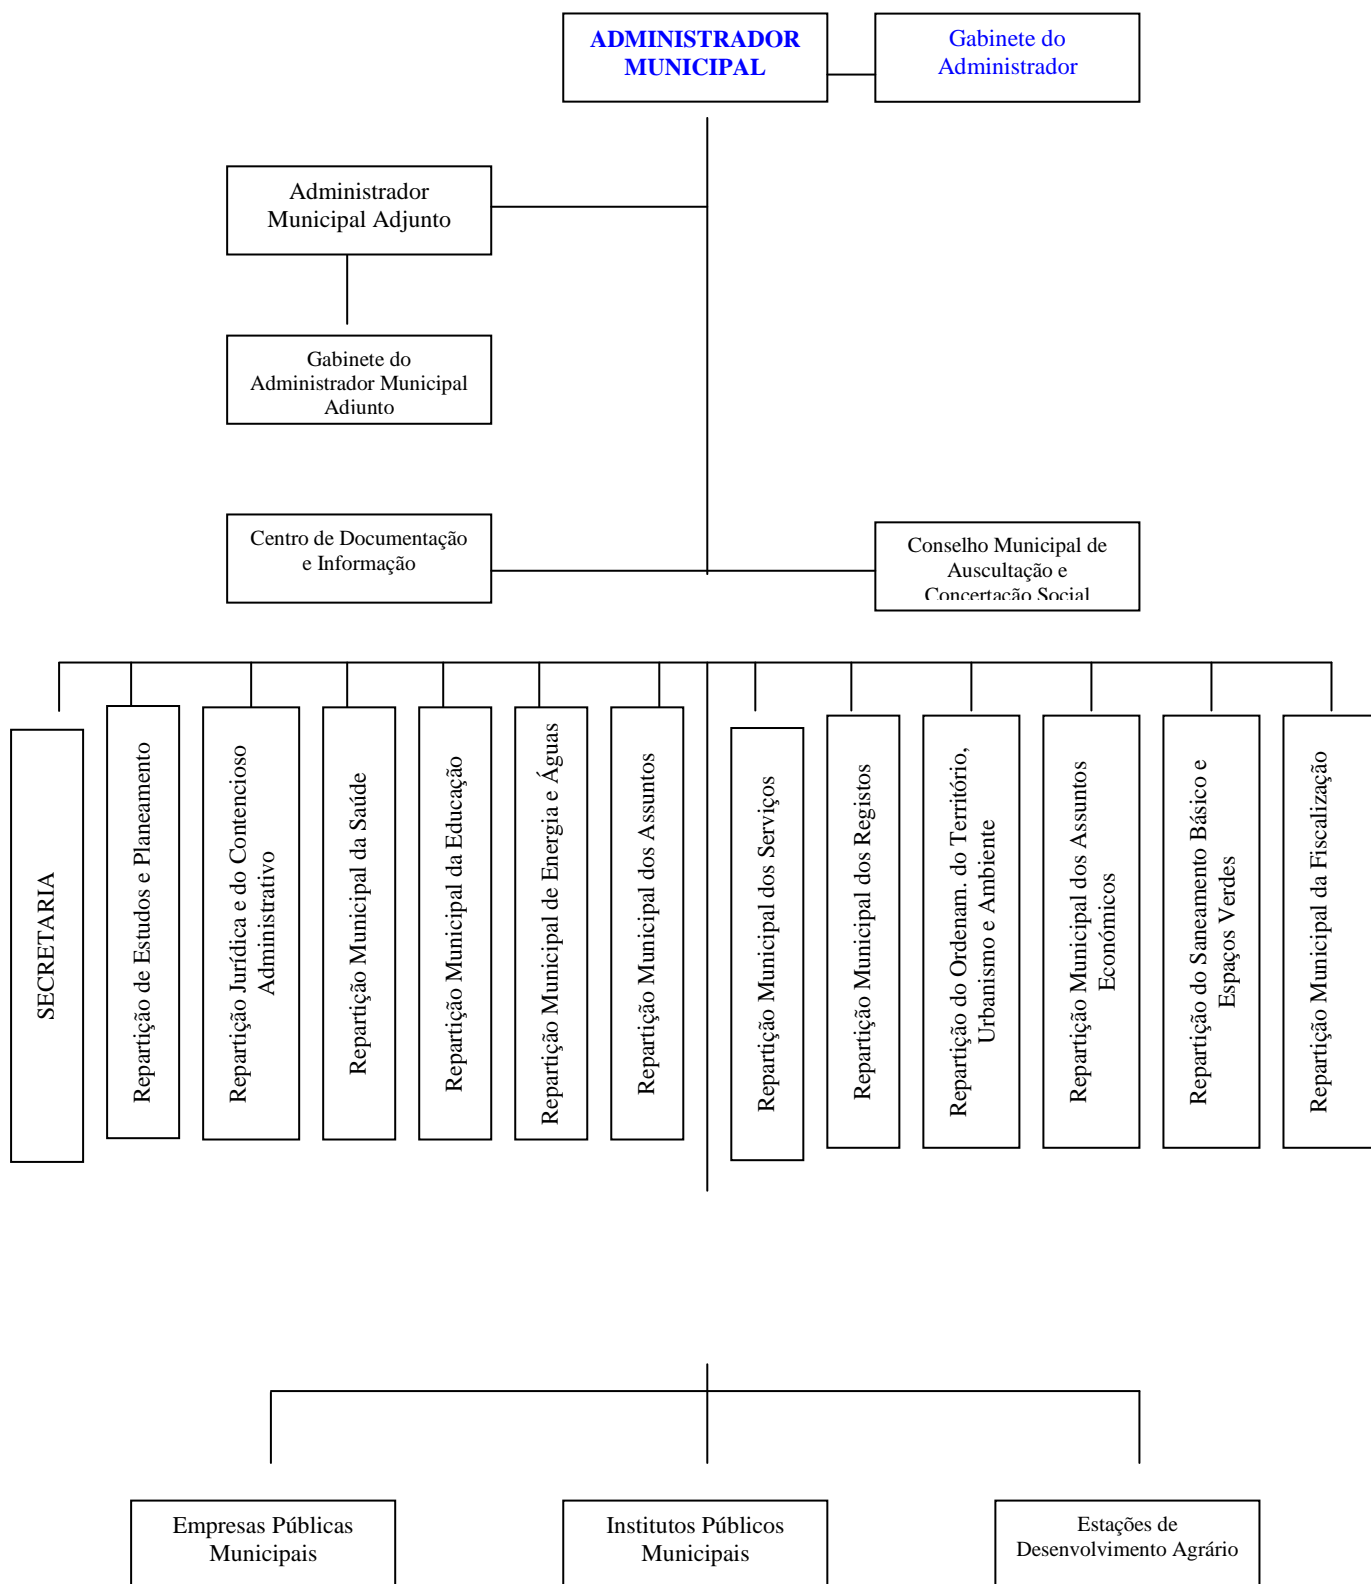 ADMINISTRADOR
MUNICIPAL
Gabinete do
Administrador
Administrador
Municipal Adjunto
Gabinete do
Administrador Municipal
Adjunto
Centro de Documentação
e Informação
Conselho Municipal de
Auscultação e
Concertação Social
SECRETARIA
Repartição de Estudos e Planeamento
Repartição Jurídica e do Contencioso
Administrativo
Repartição Municipal da Saúde
Repartição Municipal da Educação
Repartição Municipal de Energia e Águas
Repartição Municipal dos Assuntos
Repartição Municipal dos Serviços
Repartição Municipal dos Registos
Repartição do Ordenam. do Território,
Urbanismo e Ambiente
Repartição Municipal dos Assuntos
Económicos
Repartição do Saneamento Básico e
Espaços Verdes
Repartição Municipal da Fiscalização
Empresas Públicas
Municipais
Institutos Públicos
Municipais
Estações de
Desenvolvimento Agrário